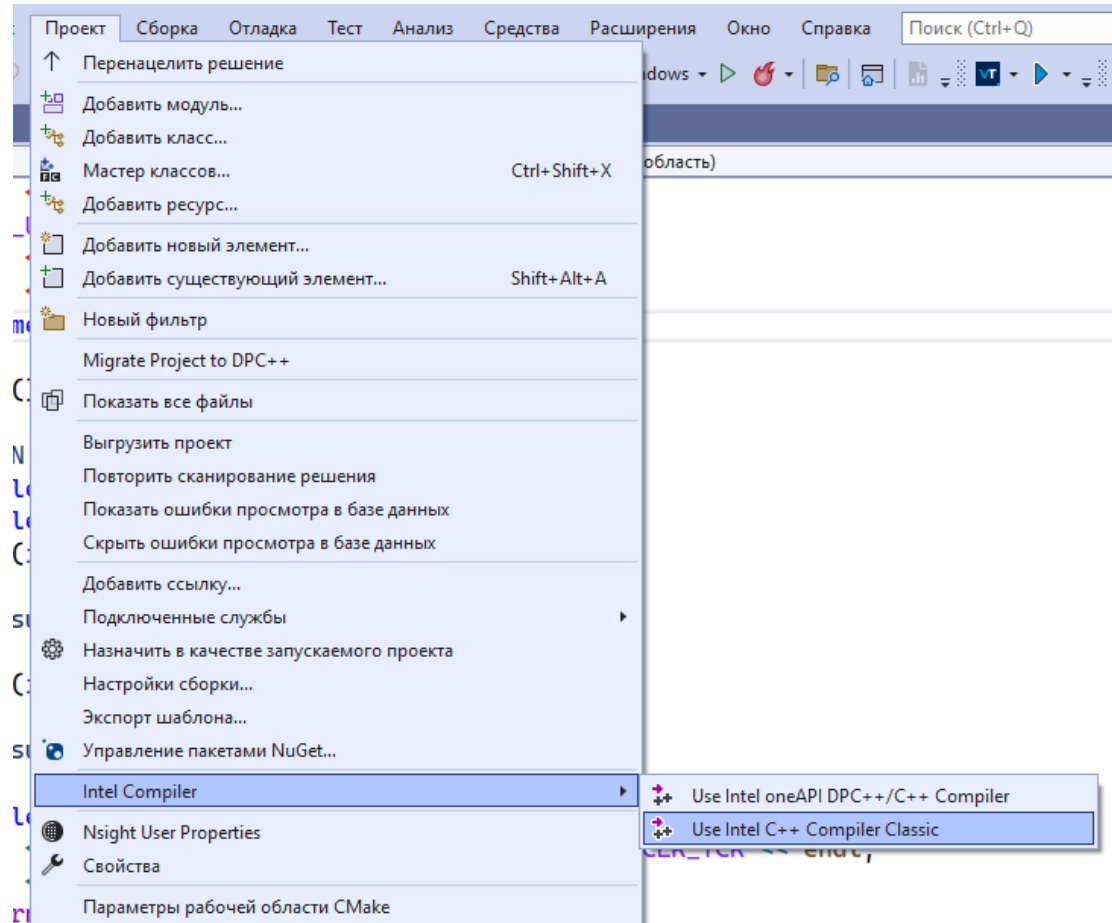 Проект Сборка Отладка Тест Анализ Средства Расширения Окно Справка Поиск (Ctrl+Q)
Перенацелить решение
Добавить модуль...
Добавить класс...
Мастер классов... Ctrl+Shift+X
область)
Добавить ресурс...
Добавить новый элемент...
Добавить существующий элемент... Shift+Alt+A
Новый фильтр
Migrate Project to DPC++
Показать все файлы
Выгрузить проект
Повторить сканирование решения
Показать ошибки просмотра в базе данных
Скрыть ошибки просмотра в базе данных
Добавить ссылку...
Подключенные службы
Назначить в качестве запускаемого проекта
Настройки сборки...
Экспорт шаблона...
Управление пакетами NuGet...
Intel Compiler
Use Intel oneAPI DPC++/C++ Compiler
Use Intel C++ Compiler Classic
Nsight User Properties
Свойства
Параметры рабочей области CMake